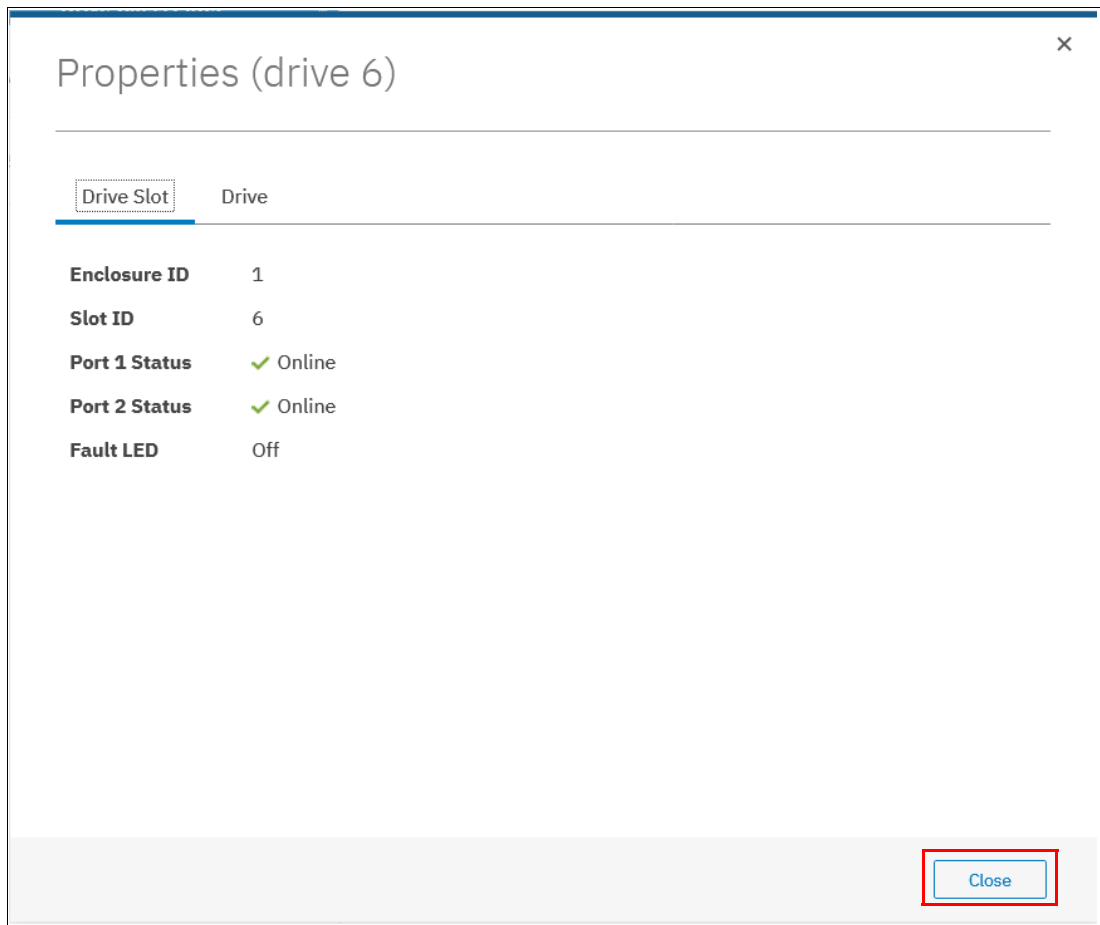 Properties (drive 6)
Drive Slot Drive
Enclosure ID 1
Slot ID 6
Port 1 Status Online
Port 2 Status Online
Fault LED Off
Close